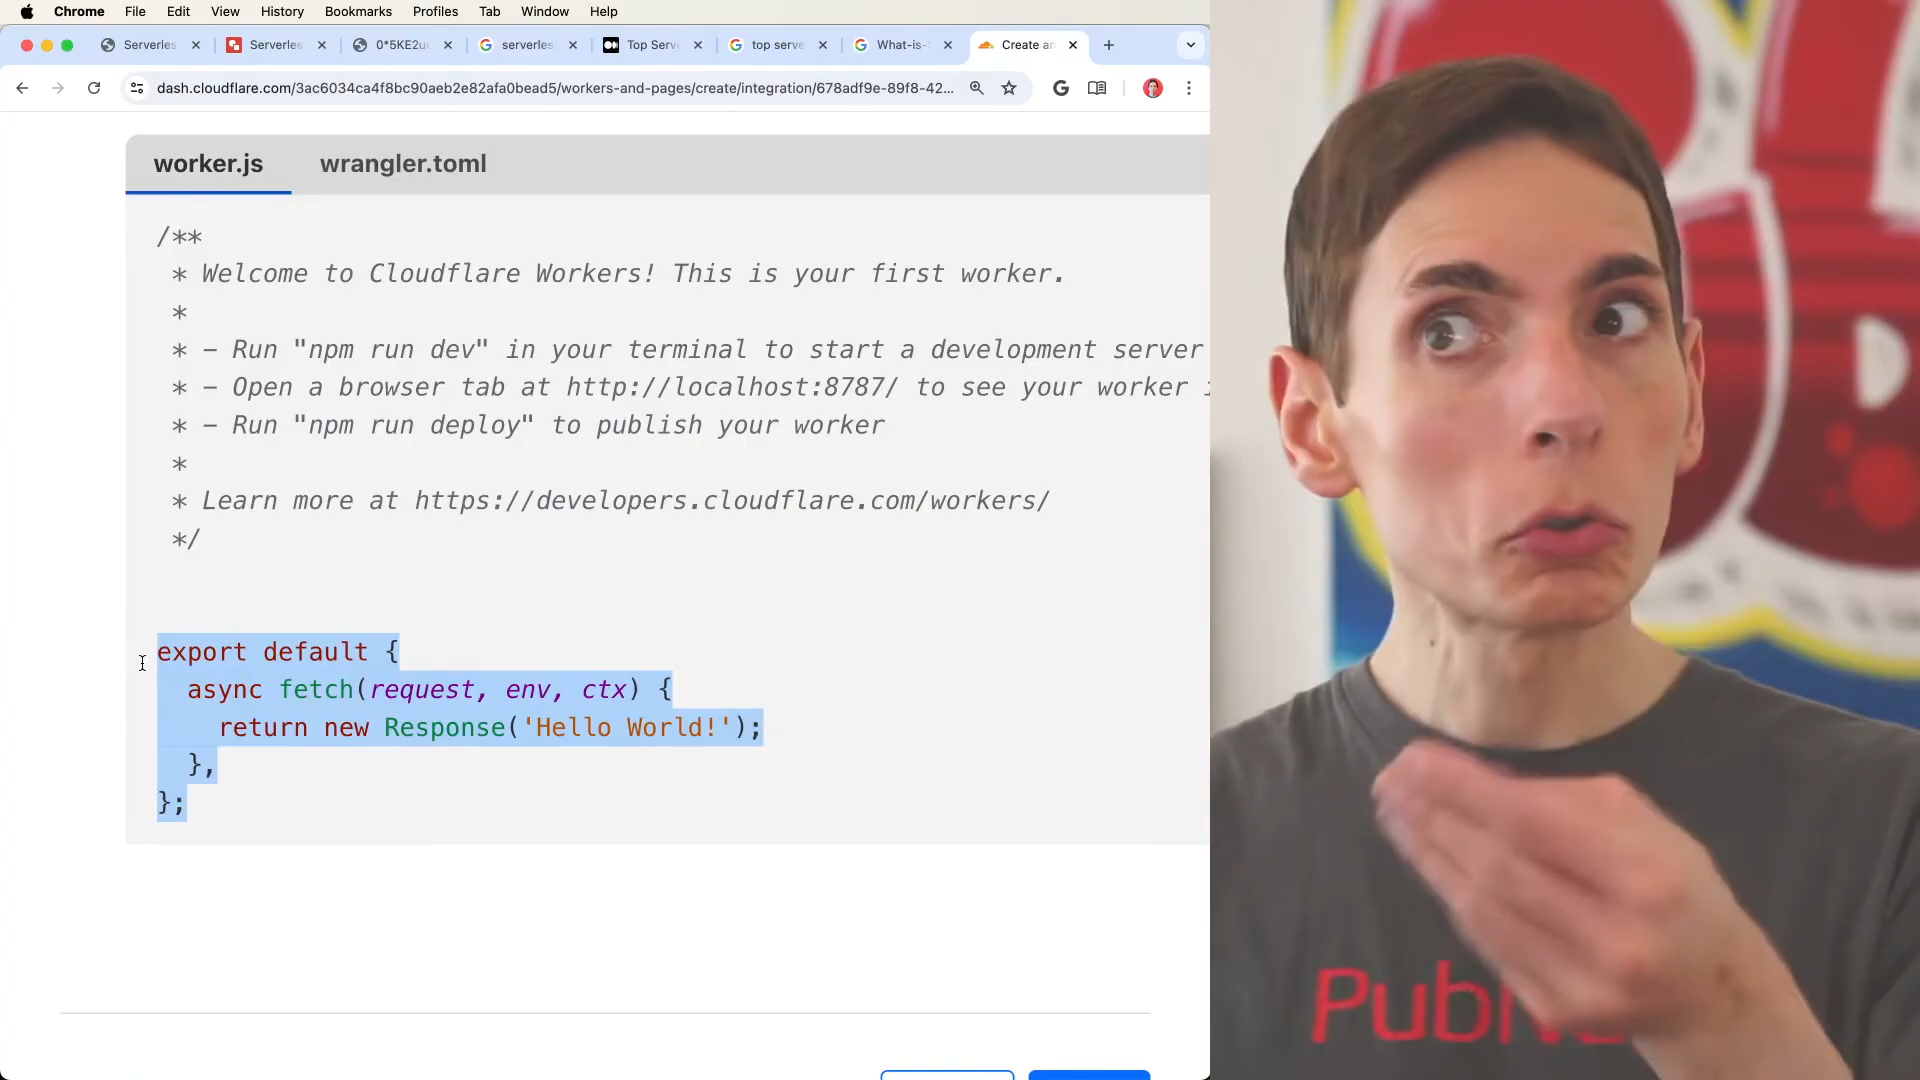 Chrome File Edit View History Bookmarks Profiles Tab Window Help
Serverles Serverles 0*5KE2u serverles Top Serv top serve What-is- Create an
dash.cloudflare.com/3ac6034ca4f8bc90aeb2e82afa0bead5/workers-and-pages/create/integration/678adf9e-89f8-42...
worker.js wrangler.toml
/**
* Welcome to Cloudflare Workers! This is your first worker.
*
* – Run "npm run dev" in your terminal to start a development server
* – Open a browser tab at http://localhost:8787/ to see your worker
* – Run "npm run deploy" to publish your worker
*
* Learn more at https://developers.cloudflare.com/workers/
*/
export default {
async fetch(request, env, ctx) {
return new Response('Hello World!');
},
};